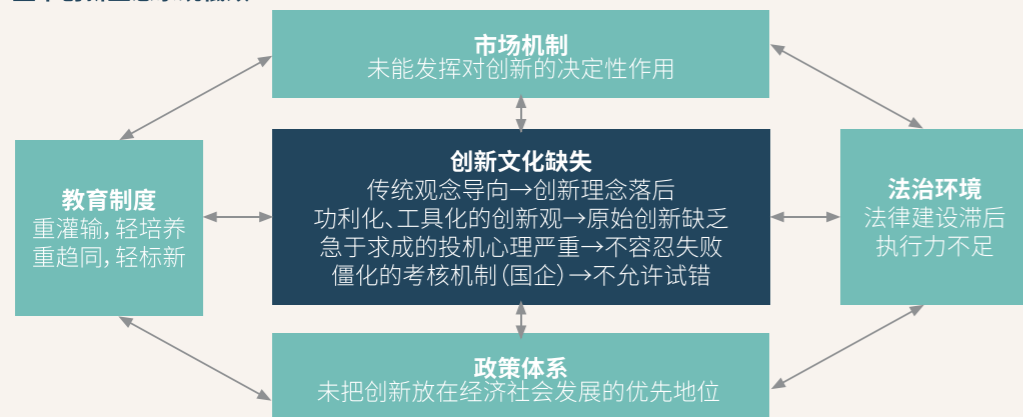 市场机制
未能发挥对创新的决定性作用
创新文化缺失
传统观念导向→创新理念落后
功利化、工具化的创新观→原始创新缺乏
急于求成的投机心理严重→不容忍失败
僵化的考核机制(国企)→不允许试错
教育制度
重灌输,轻培养
重趋同,轻标新
法治环境
法律建设滞后
执行力不足
政策体系
未把创新放在经济社会发展的优先地位